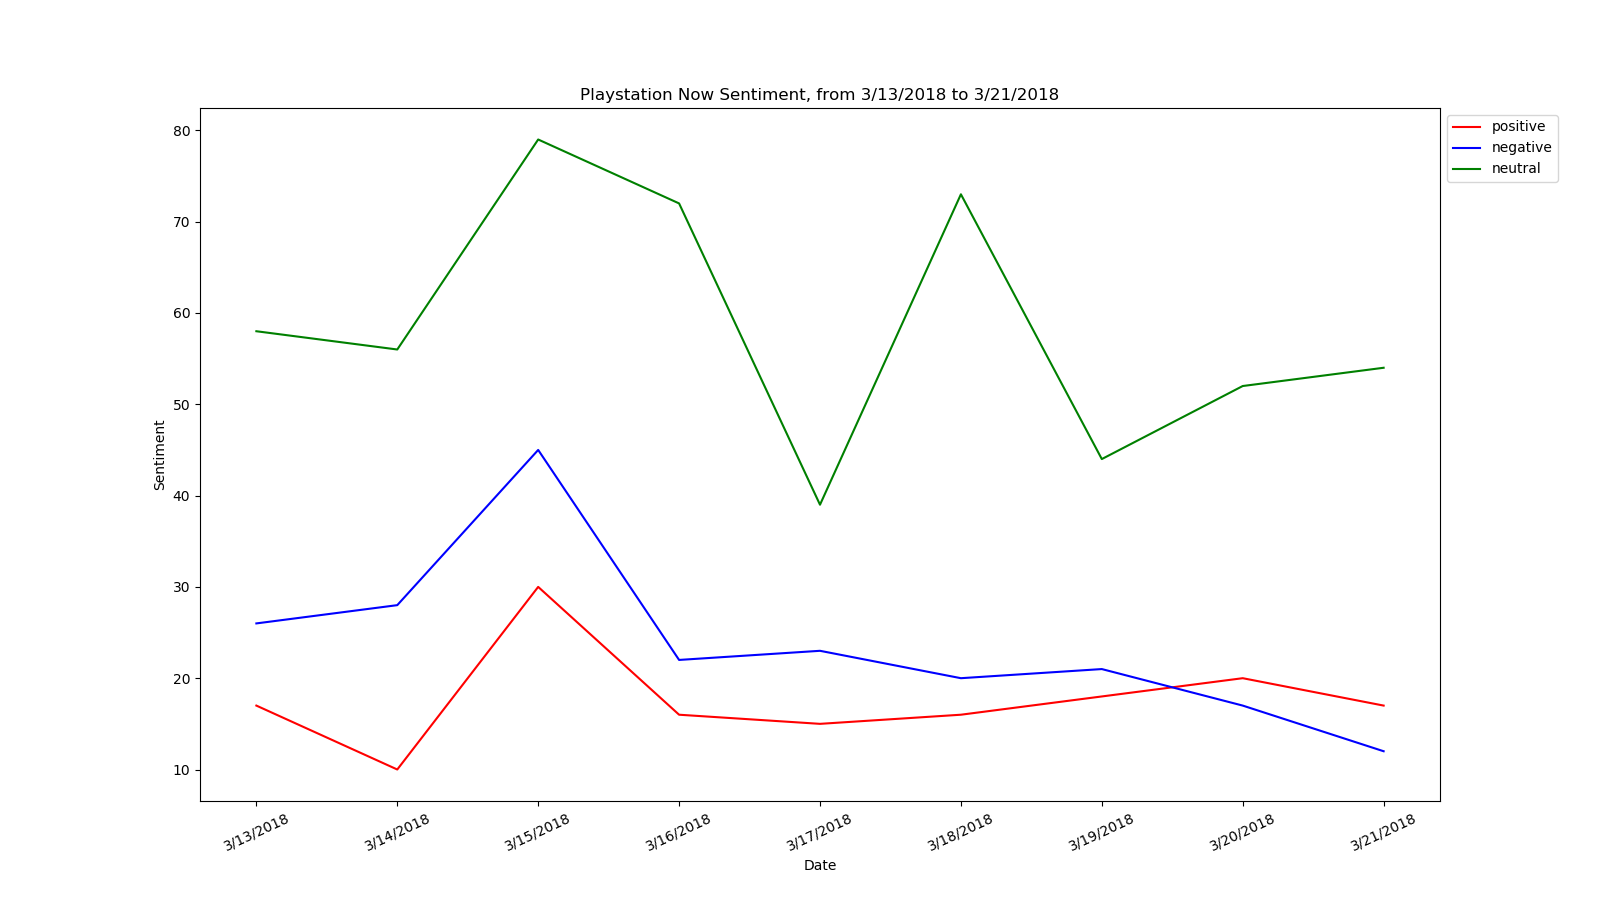 Playstation Now Sentiment, from 3/13/2018 to 3/21/2018
positive
negative
neutral
Sentiment
80
70
60
50
40
30
20
10
3/13/2018
3/14/2018
3/15/2018
3/16/2018
3/17/2018
3/18/2018
3/19/2018
3/20/2018
3/21/2018
Date